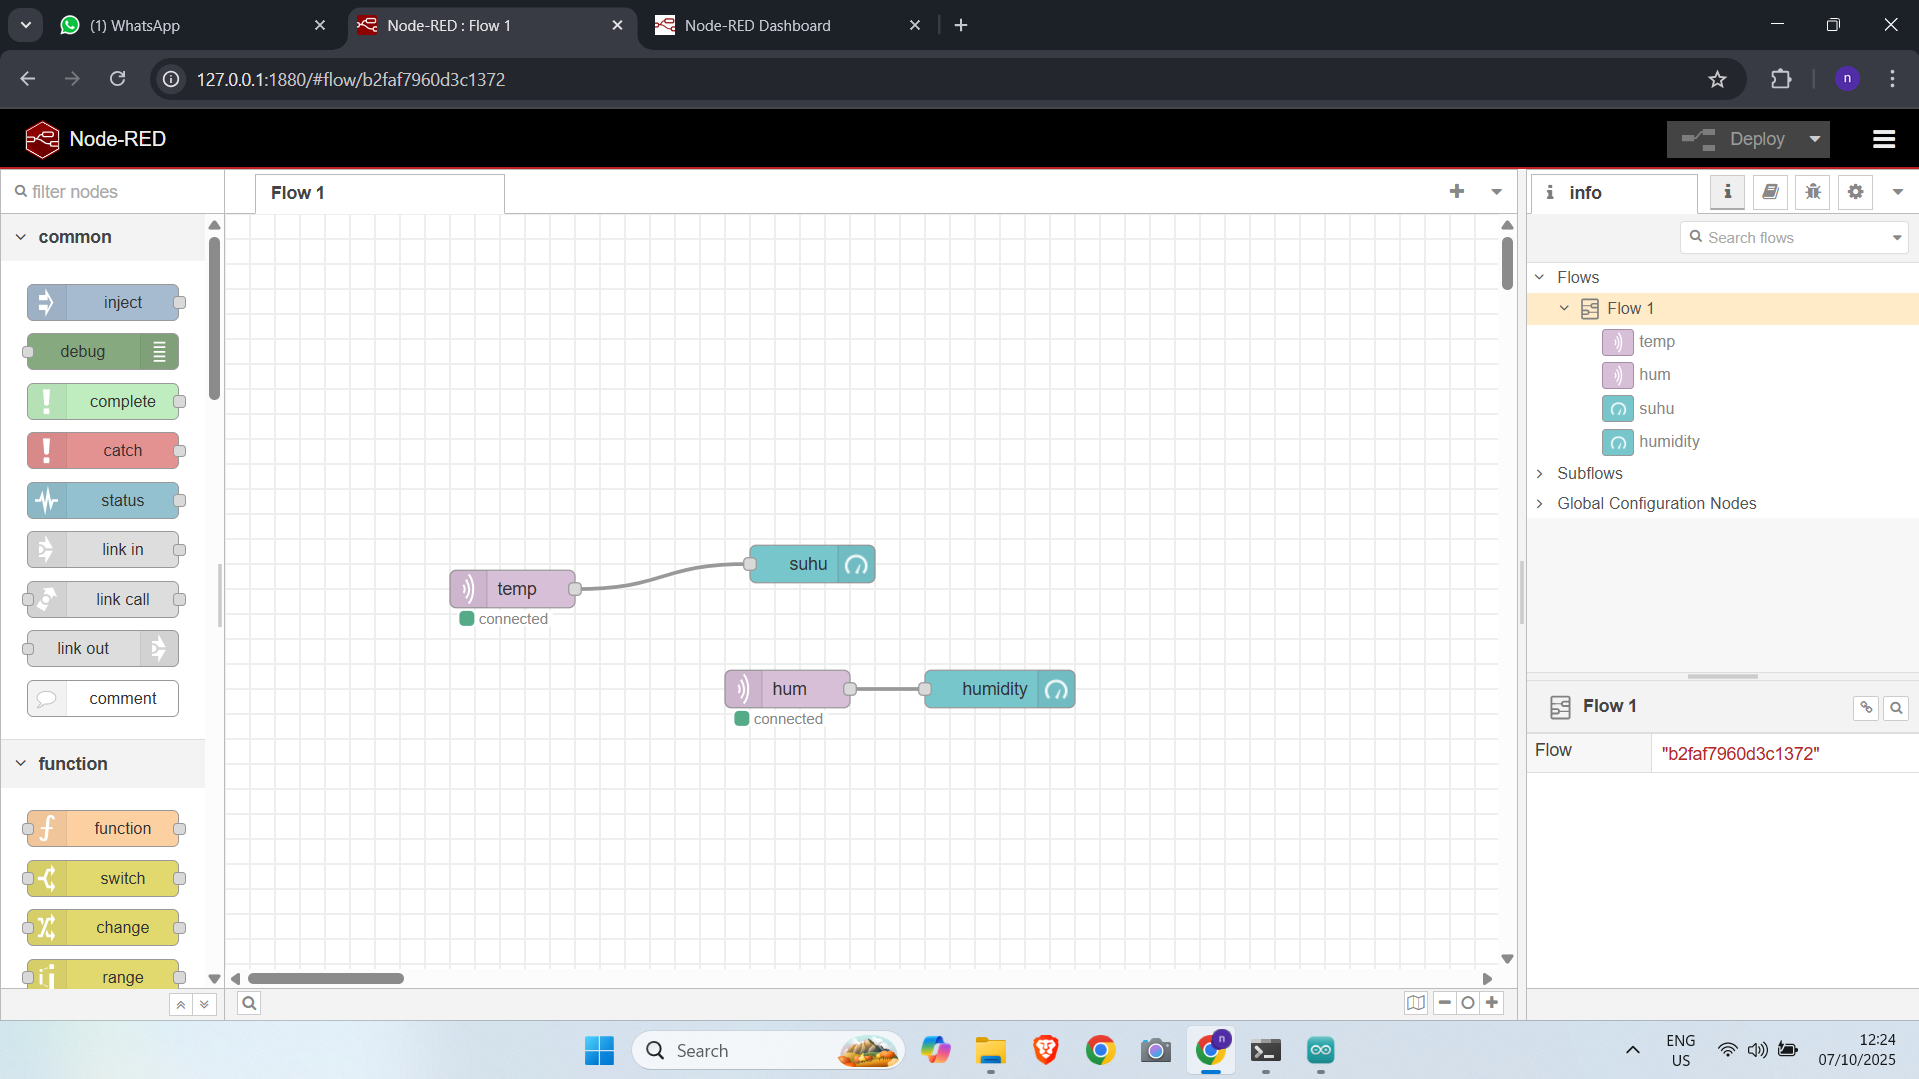 (1) WhatsApp
Node-RED : Flow 1
Node-RED Dashboard
127.0.0.1:1880/#flow/b2faf7960d3c1372
n
Node-RED
Deploy
filter nodes
common
inject
debug
complete
catch
status
link in
link call
link out
comment
function
function
switch
change
range
Flow 1
temp
connected
suhu
hum
connected
humidity
info
Search flows
Flows
Flow 1
temp
hum
suhu
humidity
Subflows
Global Configuration Nodes
Flow 1
Flow
"b2faf7960d3c1372"
Search
n
ENG
US
12:24
07/10/2025